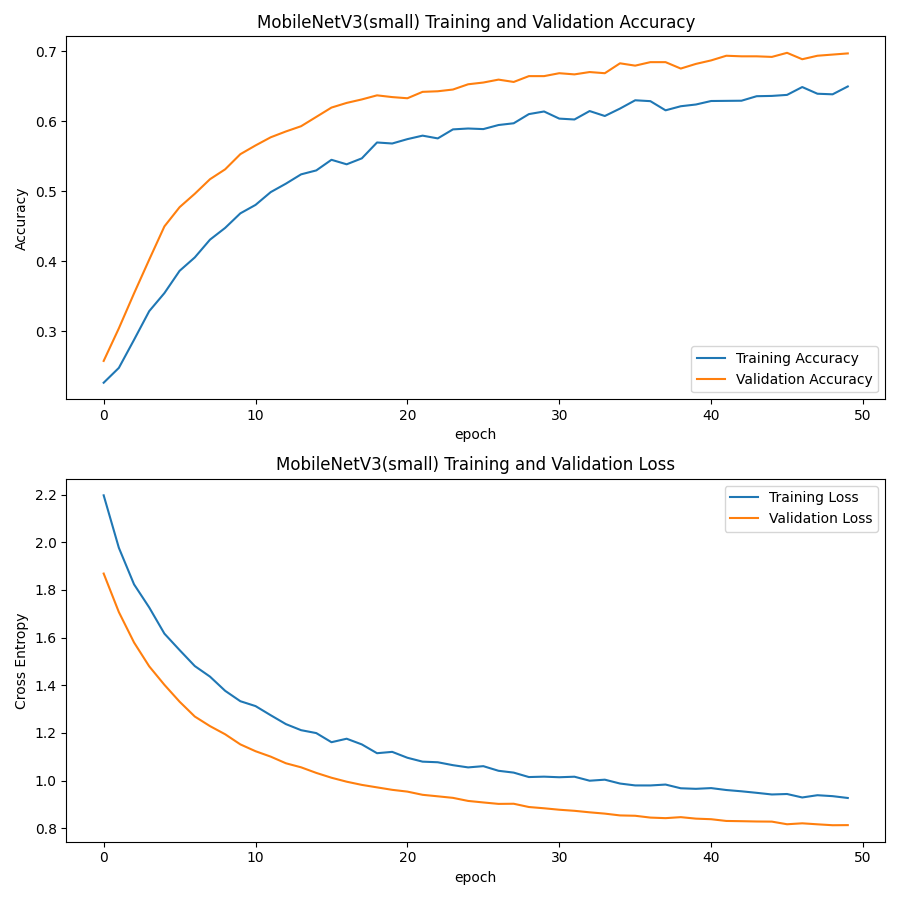 MobileNetV3(small) Training and Validation Accuracy
0.7
0.6
0.5
0.4
0.3
Accuracy
Training Accuracy
Validation Accuracy
0 10 20 30 40 50
epoch
MobileNetV3(small) Training and Validation Loss
2.2
2.0
1.8
1.6
1.4
1.2
1.0
0.8
Cross Entropy
Training Loss
Validation Loss
0 10 20 30 40 50
epoch